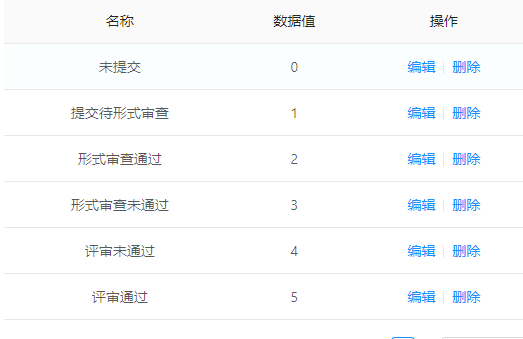 名称 数据值 操作
未提交 0 编辑 删除
提交待形式审查 1 编辑 删除
形式审查通过 2 编辑 删除
形式审查未通过 3 编辑 删除
评审未通过 4 编辑 删除
评审通过 5 编辑 删除